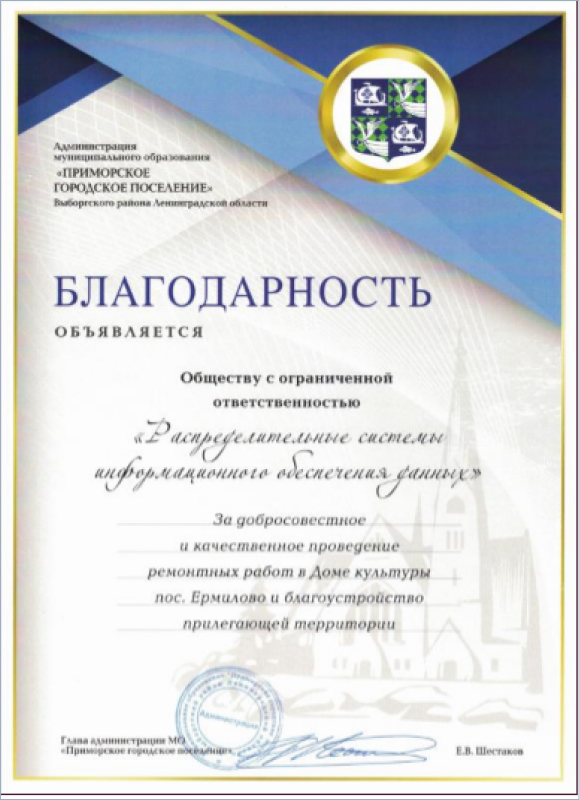 Администрация
муниципального образования
«ПРИМОРСКОЕ
ГОРОДСКОЕ ПОСЕЛЕНИЕ»
Выборгского района Ленинградской области
БЛАГОДАРНОСТЬ
ОБЪЯВЛЯЕТСЯ
Обществу с ограниченной
ответственностью
«Распределительные системы
информационного обеспечения данных»
За добросовестное
и качественное проведение
ремонтных работ в Доме культуры
пос. Ермилово и благоустройство
прилегающей территории
Администрация
Глава администрации МО
«Приморское городское поселение»
Е.В. Шестаков